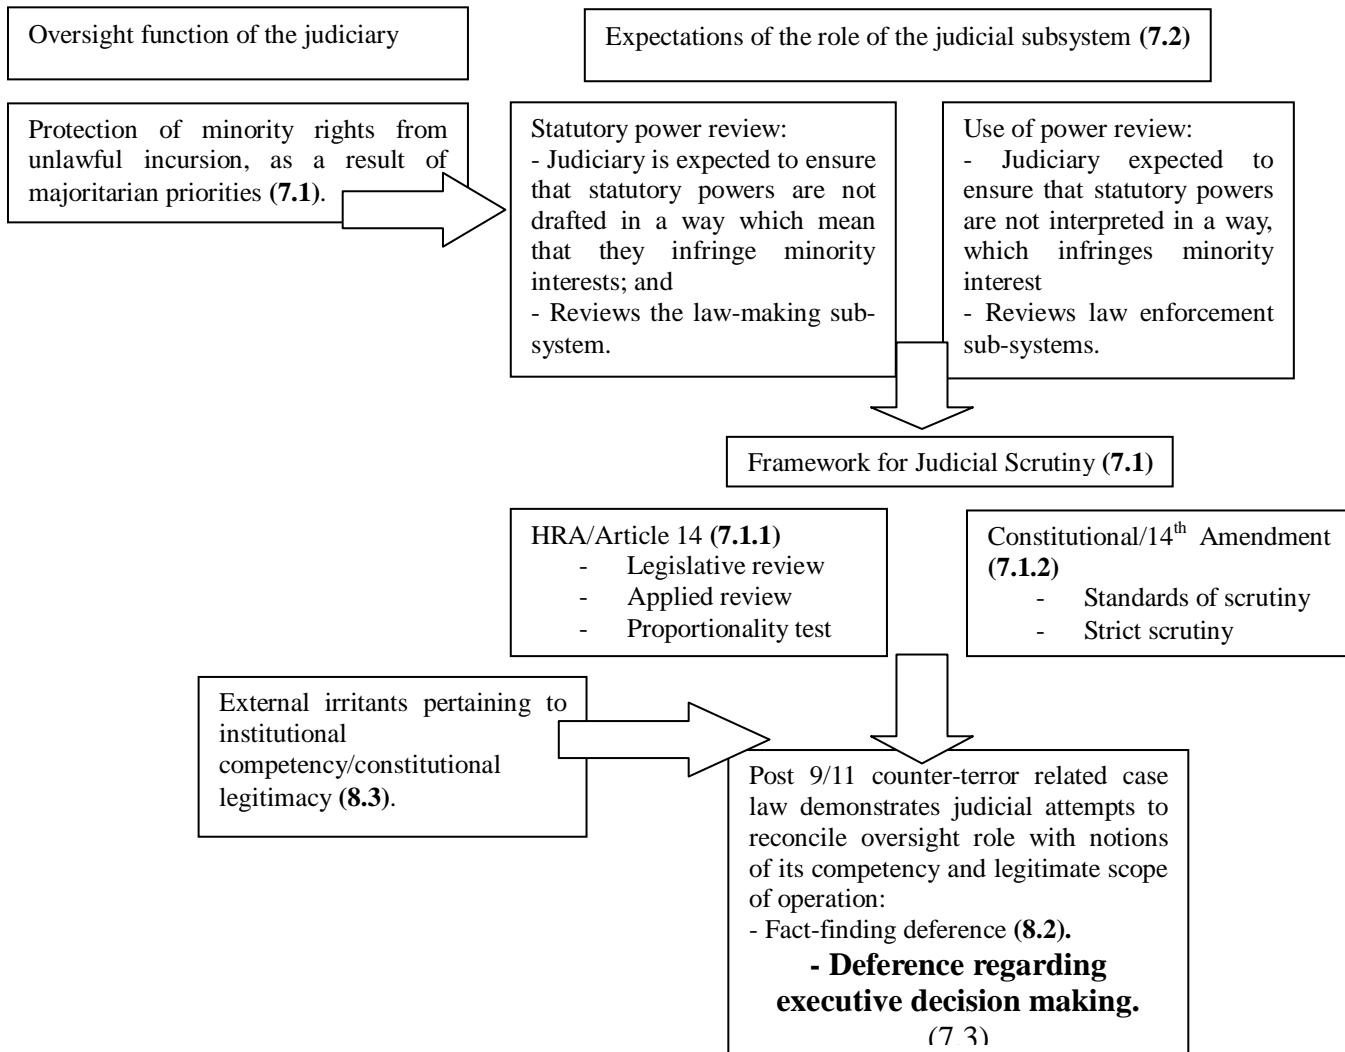 Oversight function of the judiciary
Expectations of the role of the judicial subsystem (7.2)
Protection of minority rights from
unlawful incursion, as a result of
majoritarian priorities (7.1).
Statutory power review:
- Judiciary is expected to ensure
that statutory powers are not
drafted in a way which mean
that they infringe minority
interests; and
- Reviews the law-making sub-
system.
Use of power review:
- Judiciary expected to
ensure that statutory powers
are not interpreted in a way,
which infringes minority
interest
- Reviews law enforcement
sub-systems.
Framework for Judicial Scrutiny (7.1)
HRA/Article 14 (7.1.1)
- Legislative review
- Applied review
- Proportionality test
Constitutional/14th Amendment
(7.1.2)
- Standards of scrutiny
- Strict scrutiny
External irritants pertaining to
institutional
competency/constitutional
legitimacy (8.3).
Post 9/11 counter-terror related case
law demonstrates judicial attempts to
reconcile oversight role with notions
of its competency and legitimate scope
of operation:
- Fact-finding deference (8.2).
- Deference regarding
executive decision making.
(7.3)